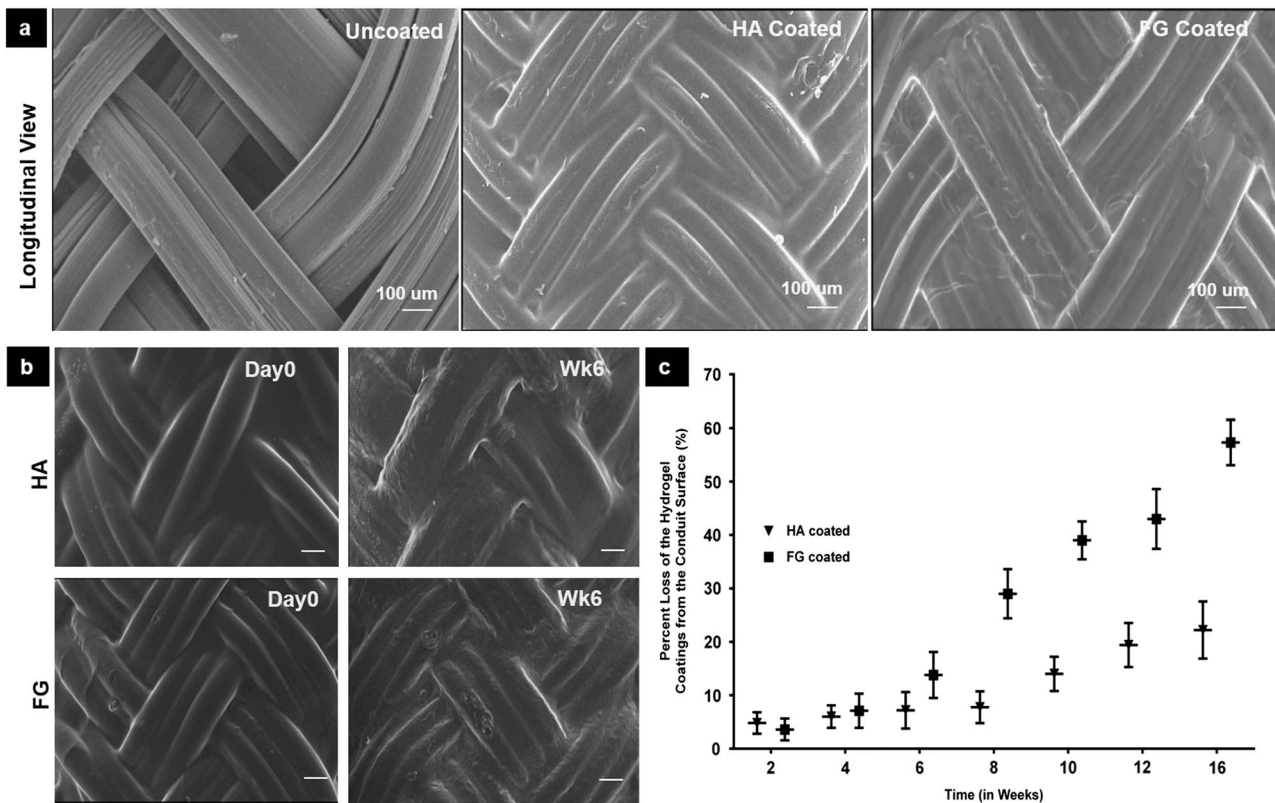 a
Longitudinal View
Uncoated
100 um
HA Coated
100 um
FG Coated
100 um
b
HA
Day0
Wk6
FG
Day0
Wk6
c
Percent Loss of the Hydrogel
Coatings from the Conduit Surface (%)
70
60
50
40
30
20
10
0
HA coated
FG coated
2 4 6 8 10 12 16
Time (in Weeks)